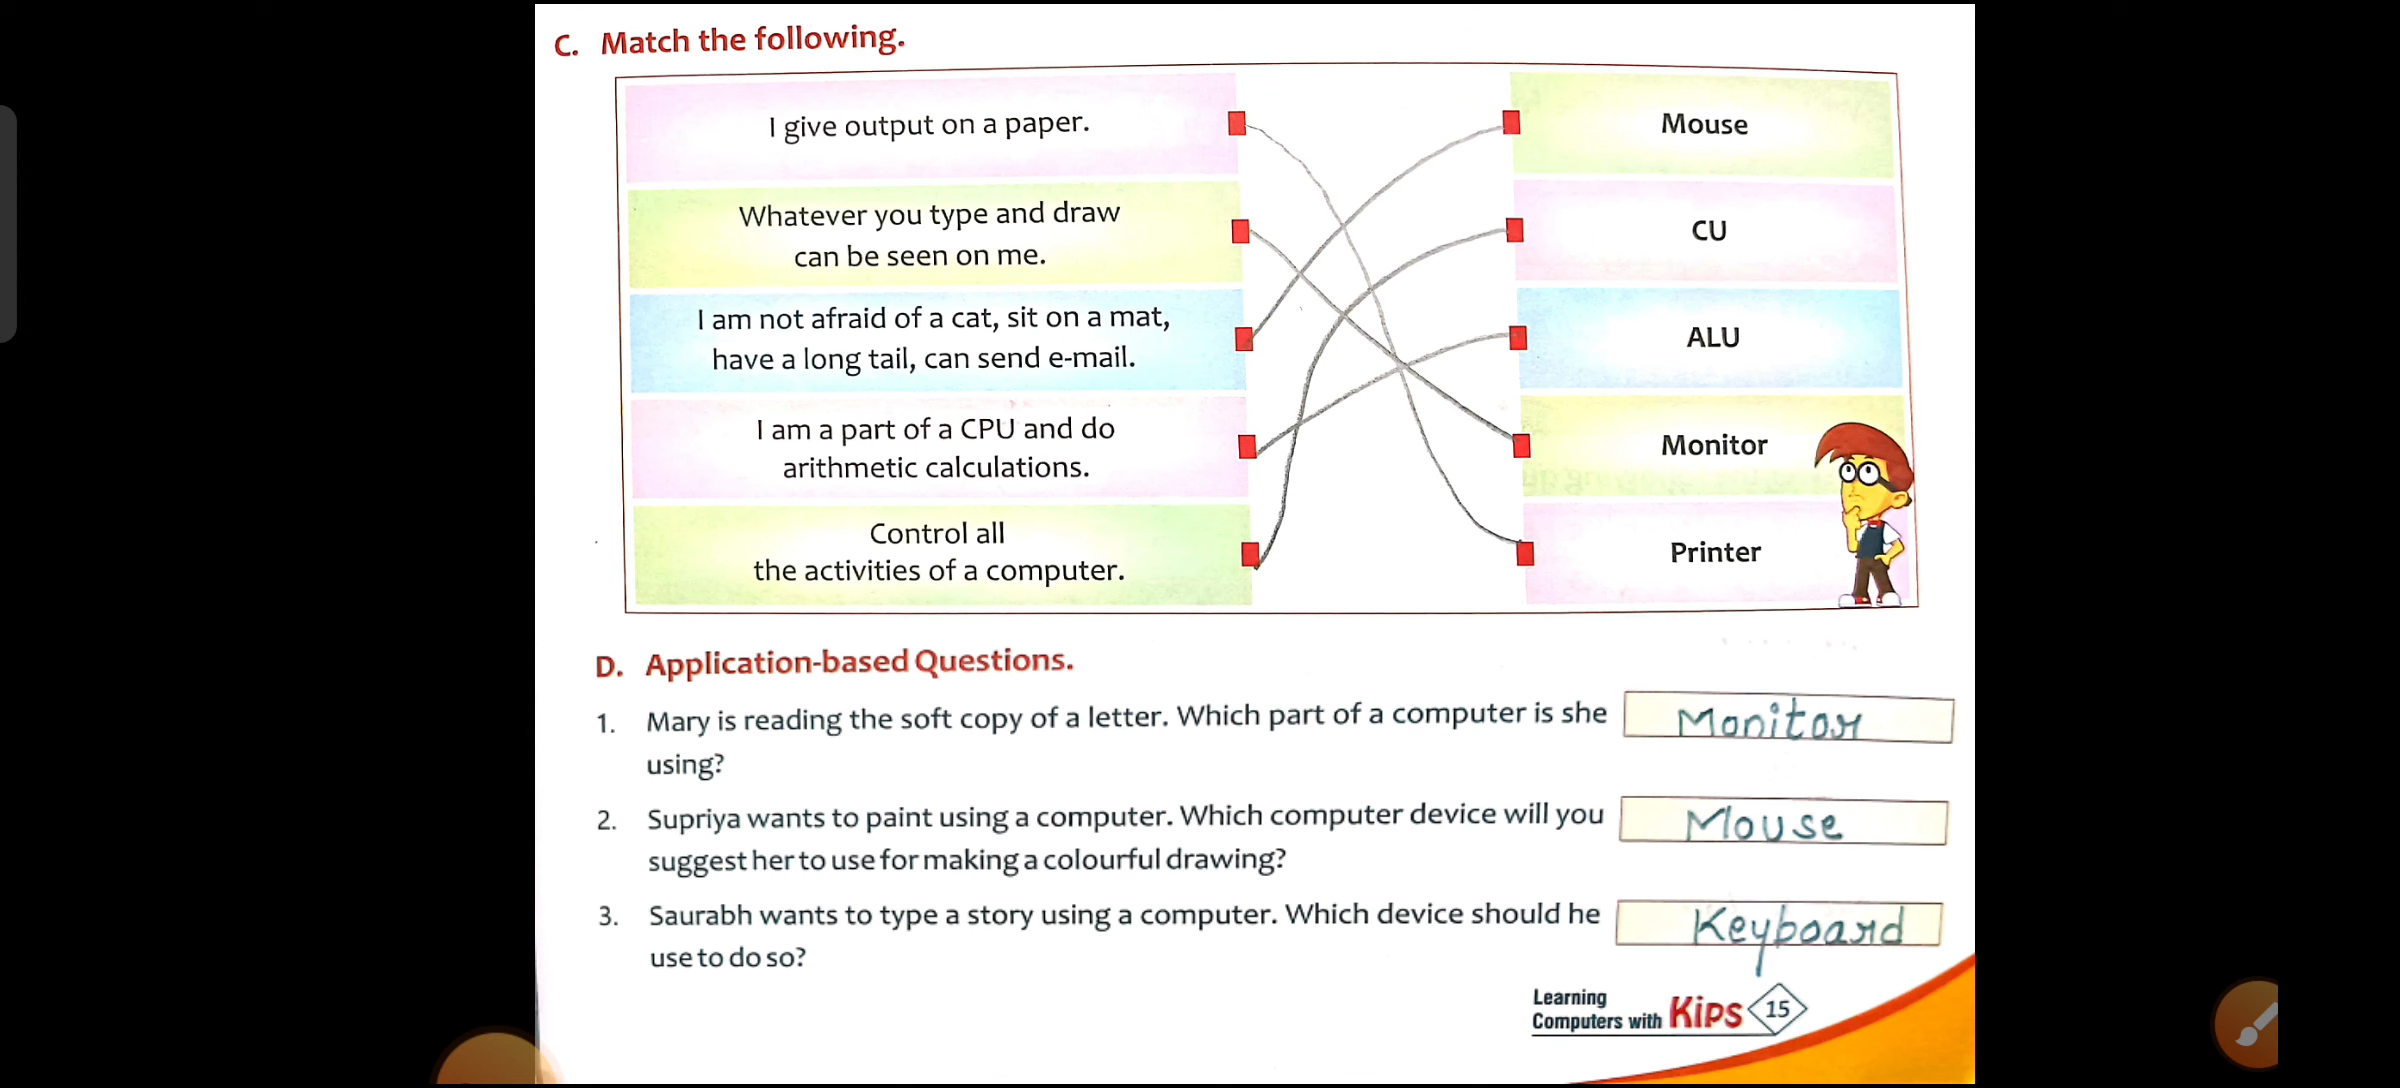 C. Match the following.
I give output on a paper.
Mouse
Whatever you type and draw
can be seen on me.
CU
I am not afraid of a cat, sit on a mat,
have a long tail, can send e-mail.
ALU
I am a part of a CPU and do
arithmetic calculations.
Monitor
Control all
the activities of a computer.
Printer
D. Application-based Questions.
1. Mary is reading the soft copy of a letter. Which part of a computer is she
using?
Monitor
2. Supriya wants to paint using a computer. Which computer device will you
suggest her to use for making a colourful drawing?
Mouse
3. Saurabh wants to type a story using a computer. Which device should he
use to do so?
Keyboard
Learning
Computers with Kips 15